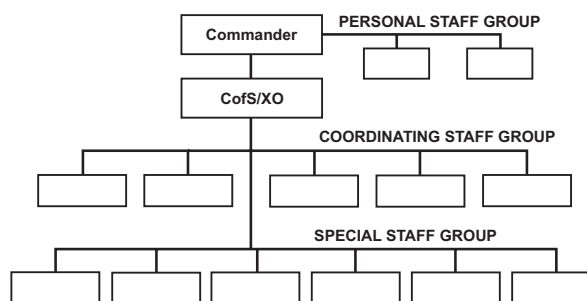 PERSONAL STAFF GROUP
Commander
CofS/XO
COORDINATING STAFF GROUP
SPECIAL STAFF GROUP